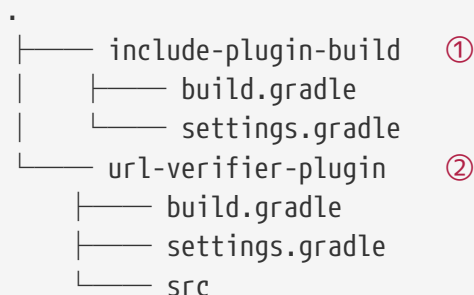 .
├── include-plugin-build ①
│   ├── build.gradle
│   └── settings.gradle
└── url-verifier-plugin ②
    ├── build.gradle
    ├── settings.gradle
    └── src